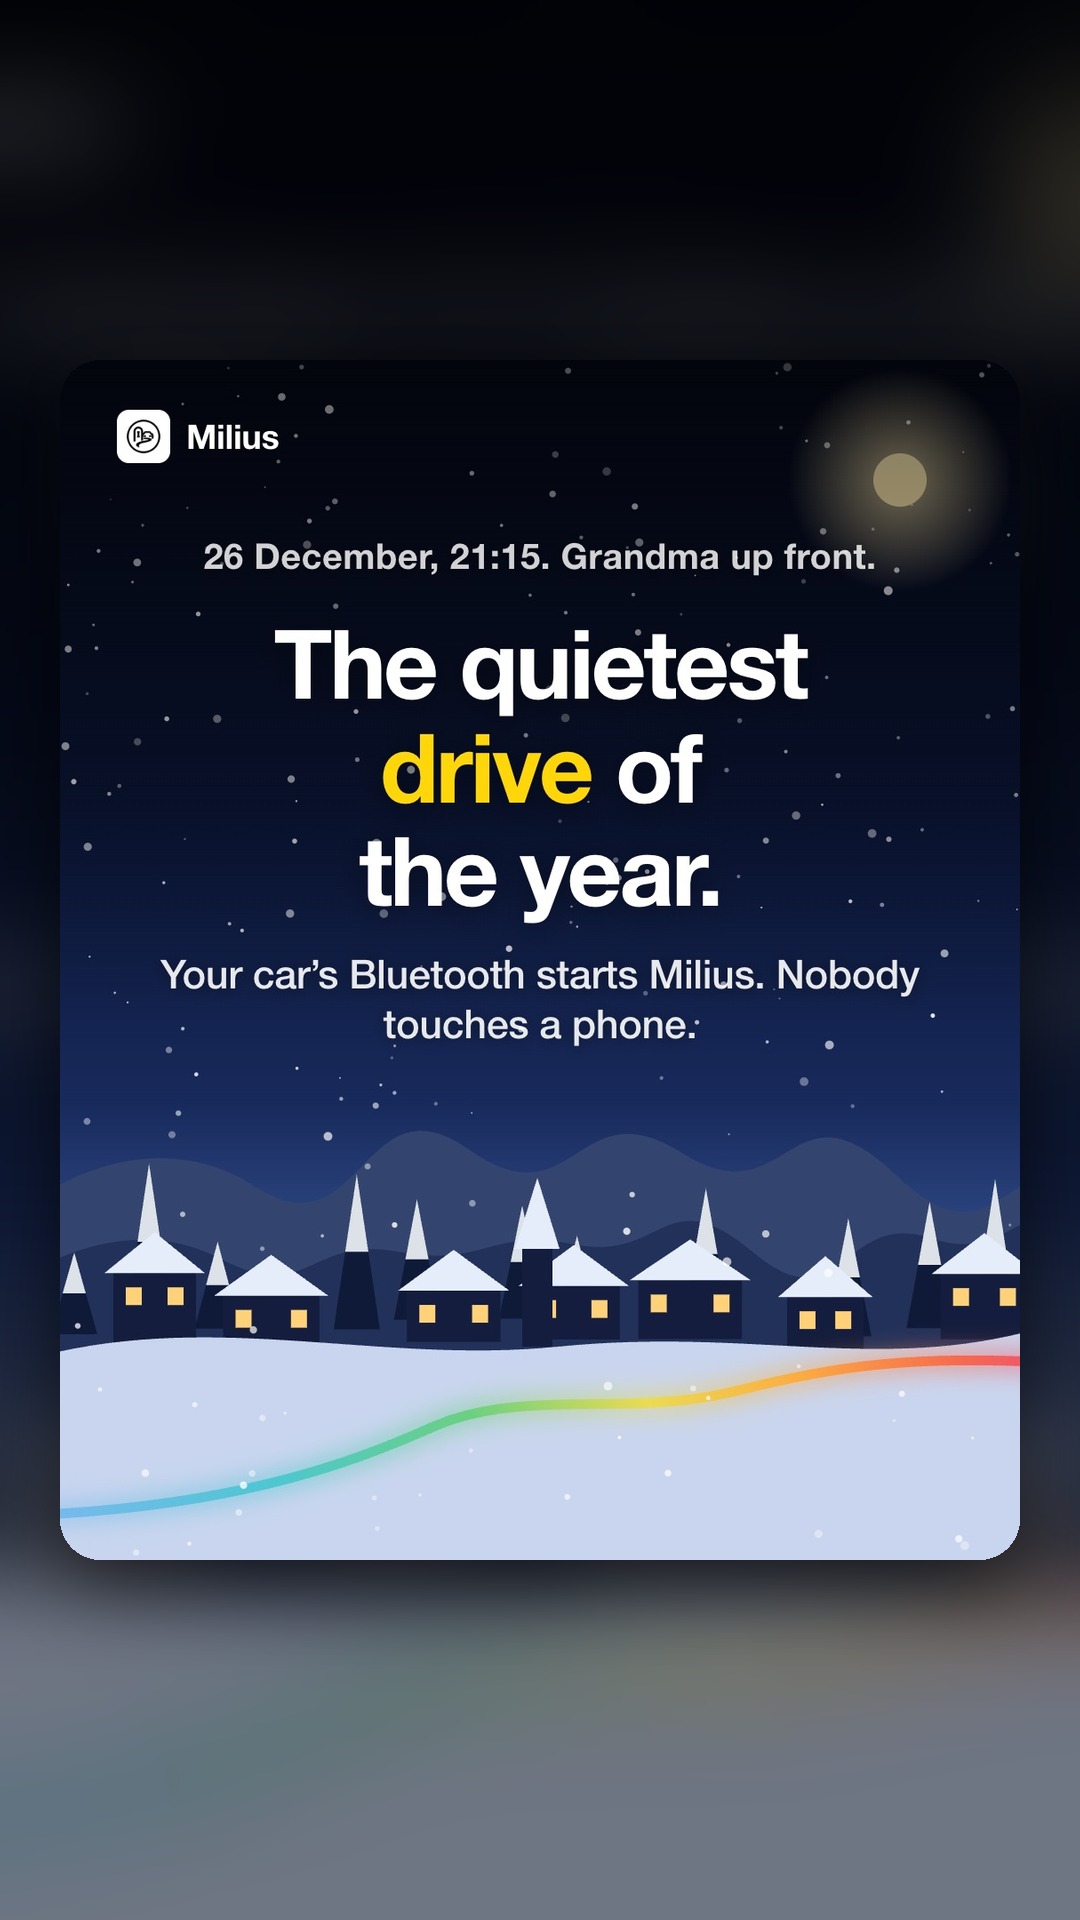 Milius
26 December, 21:15. Grandma up front.
The quietest
drive of
the year.
Your car’s Bluetooth starts Milius. Nobody
touches a phone.